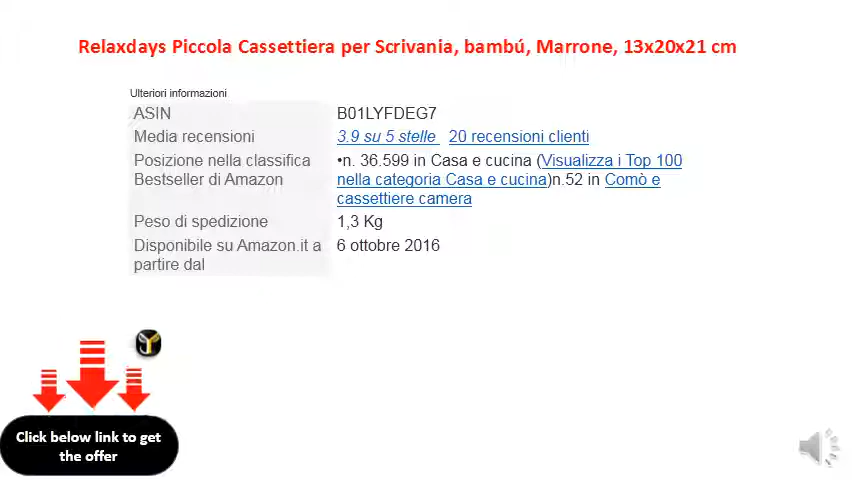 Relaxdays Piccola Cassettiera per Scrivania, bambú, Marrone, 13x20x21 cm
Ulteriori informazioni
ASIN B01LYFDEG7
Media recensioni 3.9 su 5 stelle 20 recensioni clienti
Posizione nella classifica •n. 36.599 in Casa e cucina (Visualizza i Top 100
Bestseller di Amazon nella categoria Casa e cucina)n.52 in Comò e
cassettiere camera
Peso di spedizione 1,3 Kg
Disponibile su Amazon.it a 6 ottobre 2016
partire dal
Click below link to get
the offer